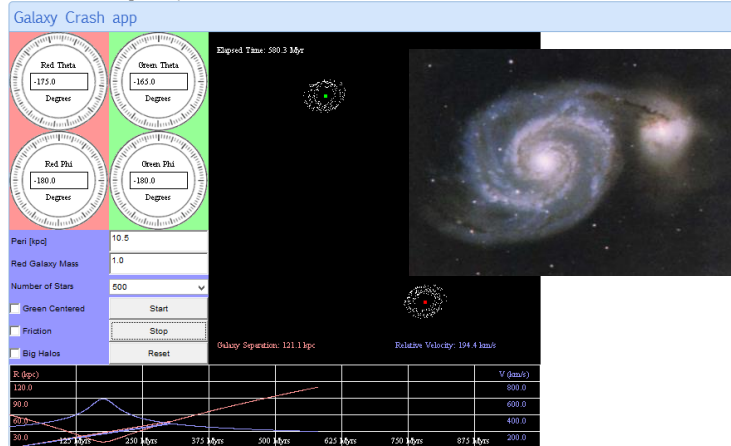 Galaxy Crash app
Red Theta
-175.0
Degrees
Green Theta
-165.0
Degrees
Red Phi
-180.0
Degrees
Green Phi
-180.0
Degrees
Peri [kpc]
10.5
Red Galaxy Mass
1.0
Number of Stars
500
Green Centered
Start
Friction
Stop
Big Halos
Reset
Elapsed Time: 580.3 Myr
Galaxy Separation: 121.1 kpc
Relative Velocity: 194.4 km/s
R (kpc)
V (km/s)
120.0
800.0
90.0
600.0
60.0
400.0
30.0
125 Myrs
250 Myrs
375 Myrs
500 Myrs
625 Myrs
750 Myrs
875 Myrs
200.0